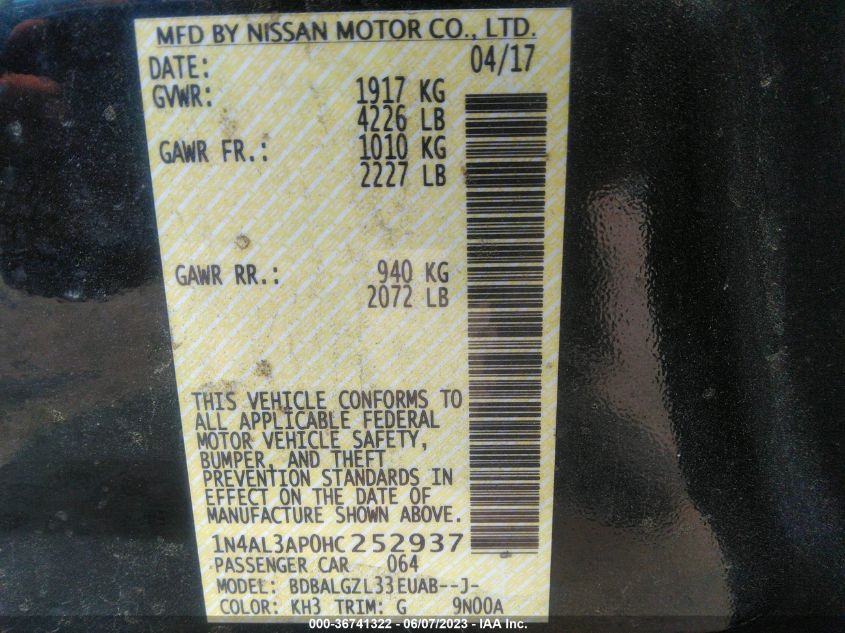 MFD BY NISSAN MOTOR CO., LTD.
DATE: 04/17
GVWR: 1917 KG
4226 LB
GAWR FR.: 1010 KG
2227 LB
GAWR RR.: 940 KG
2072 LB
THIS VEHICLE CONFORMS TO
ALL APPLICABLE FEDERAL
MOTOR VEHICLE SAFETY,
BUMPER, AND THEFT
PREVENTION STANDARDS IN
EFFECT ON THE DATE OF
MANUFACTURE SHOWN ABOVE.
1N4AL3AP0HC252937
PASSENGER CAR 064
MODEL: BDBALGZL33EUAB--J-
COLOR: KH3 TRIM: G 9N00A
000-36741322 - 06/07/2023 - IAA Inc.